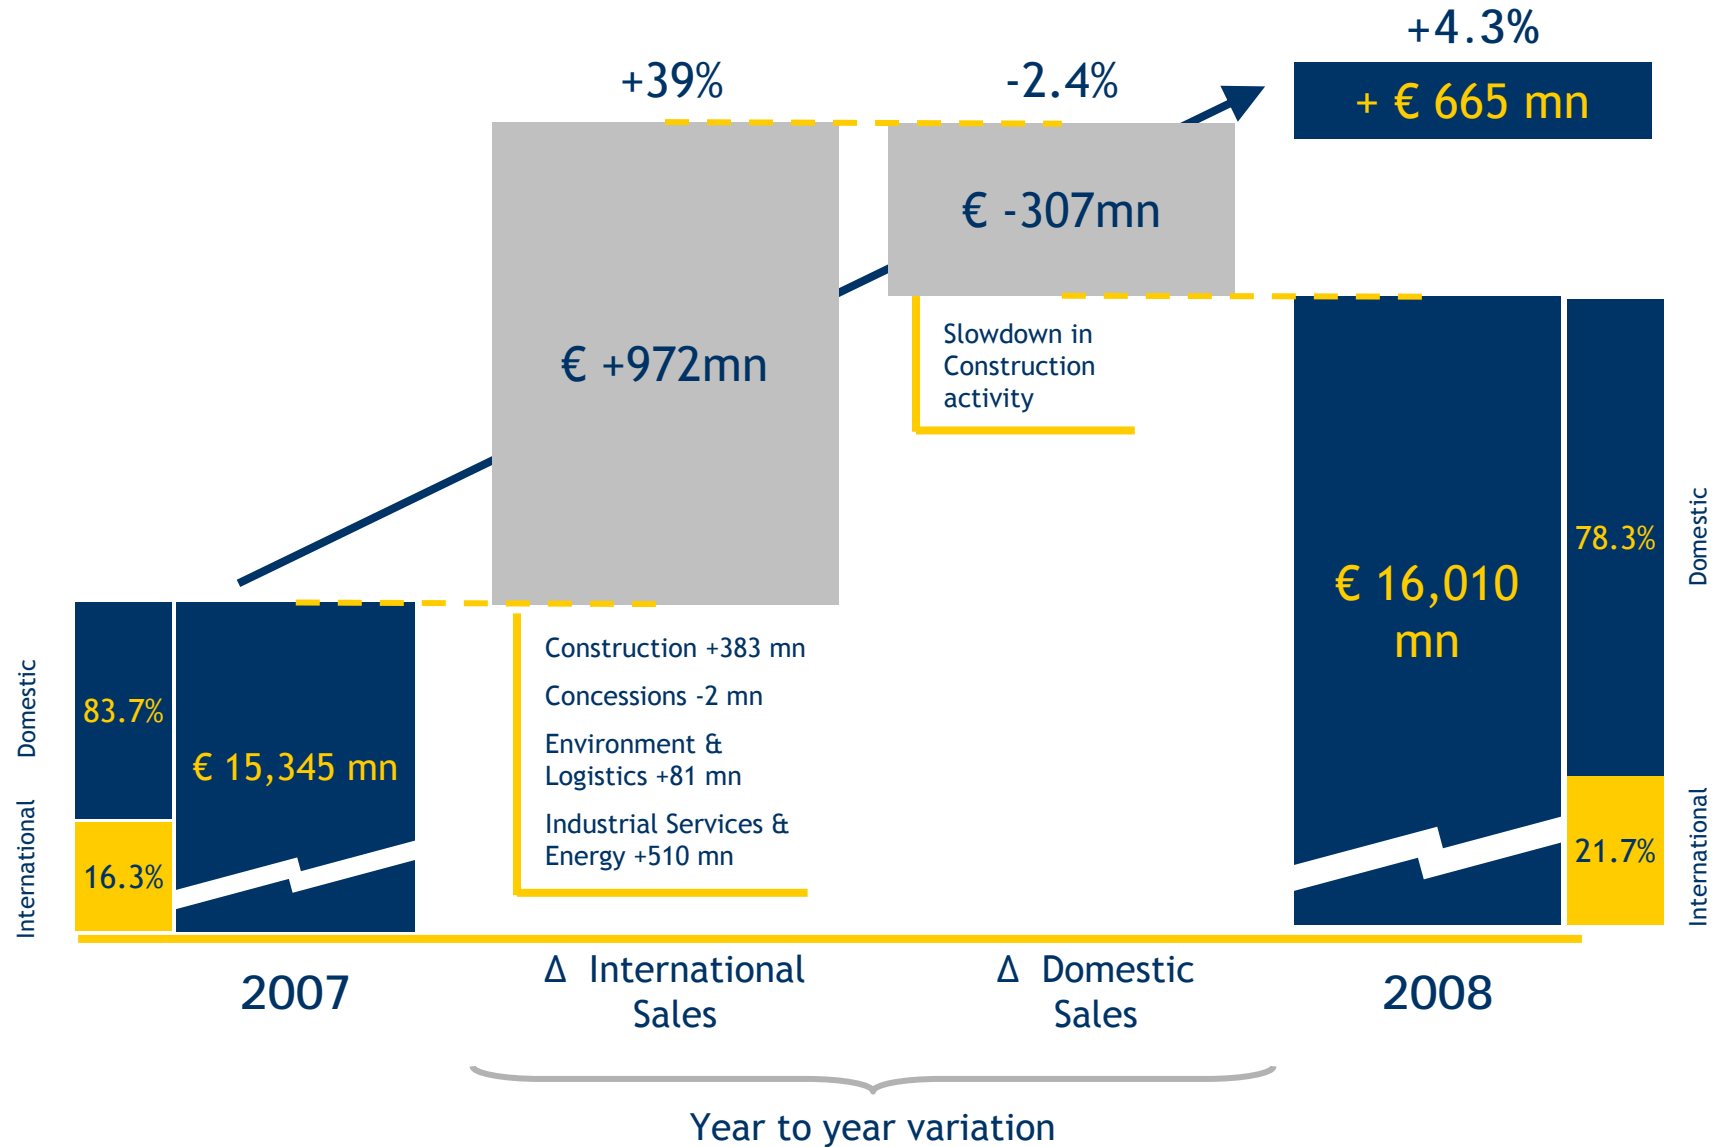 +4.3%
+39%
-2.4%
+ € 665 mn
€ -307mn
€ +972mn
Slowdown in
Construction
activity
Domestic
78.3%
€ 16,010
mn
Construction +383 mn
Concessions -2 mn
Environment &
Logistics +81 mn
Industrial Services &
Energy +510 mn
Domestic
83.7%
€ 15,345 mn
International
16.3%
21.7%
International
2007
Δ International
Sales
Δ Domestic
Sales
2008
Year to year variation